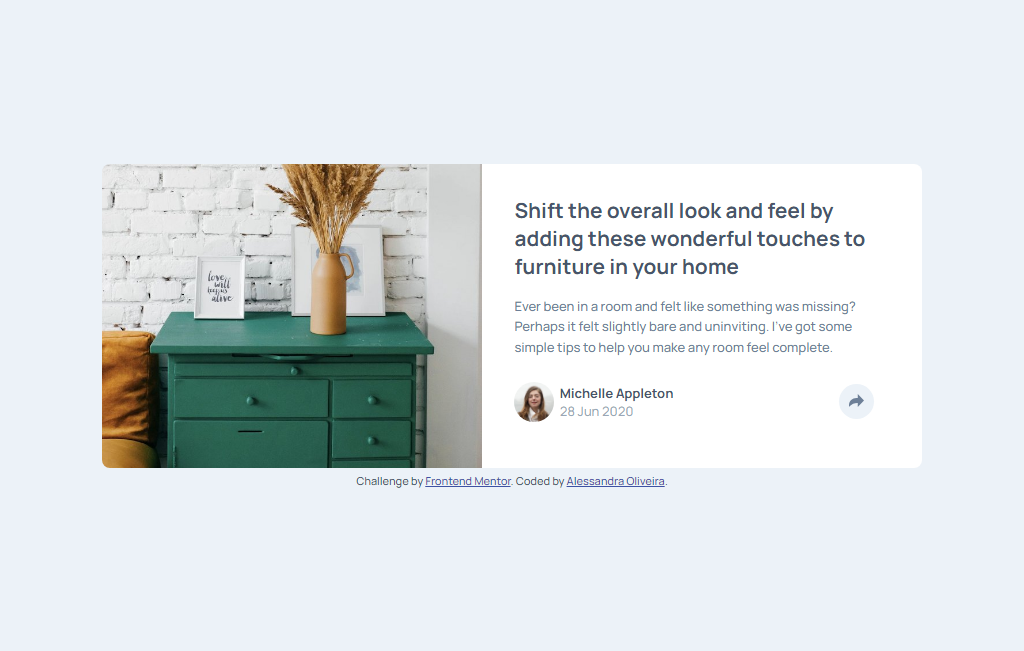 love
will
keep us
alive
Shift the overall look and feel by
adding these wonderful touches to
furniture in your home
Ever been in a room and felt like something was missing?
Perhaps it felt slightly bare and uninviting. I've got some
simple tips to help you make any room feel complete.
Michelle Appleton
28 Jun 2020
Challenge by Frontend Mentor. Coded by Alessandra Oliveira.